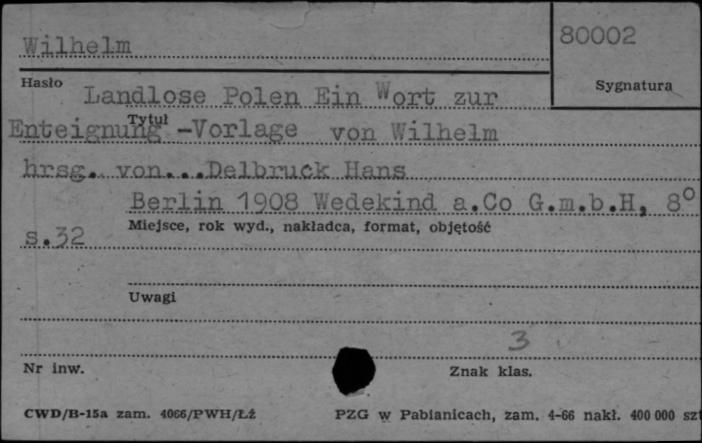 Wilhelm
80002
Hasło
Sygnatura
Landlose Polen Ein Wort zur
Tytuł
Enteignung -Vorlage von Wilhelm
hrsg. von...Delbruck Hans
Berlin 1908 Wedekind a.Co G.m.b.H, 8°
Miejsce, rok wyd., nakładca, format, objętość
s.32
Uwagi
3
Nr inw.
Znak klas.
CWD/B-15a zam. 4066/PWH/Łź
PZG w Pabianicach, zam. 4-66 nakł. 400 000 szt